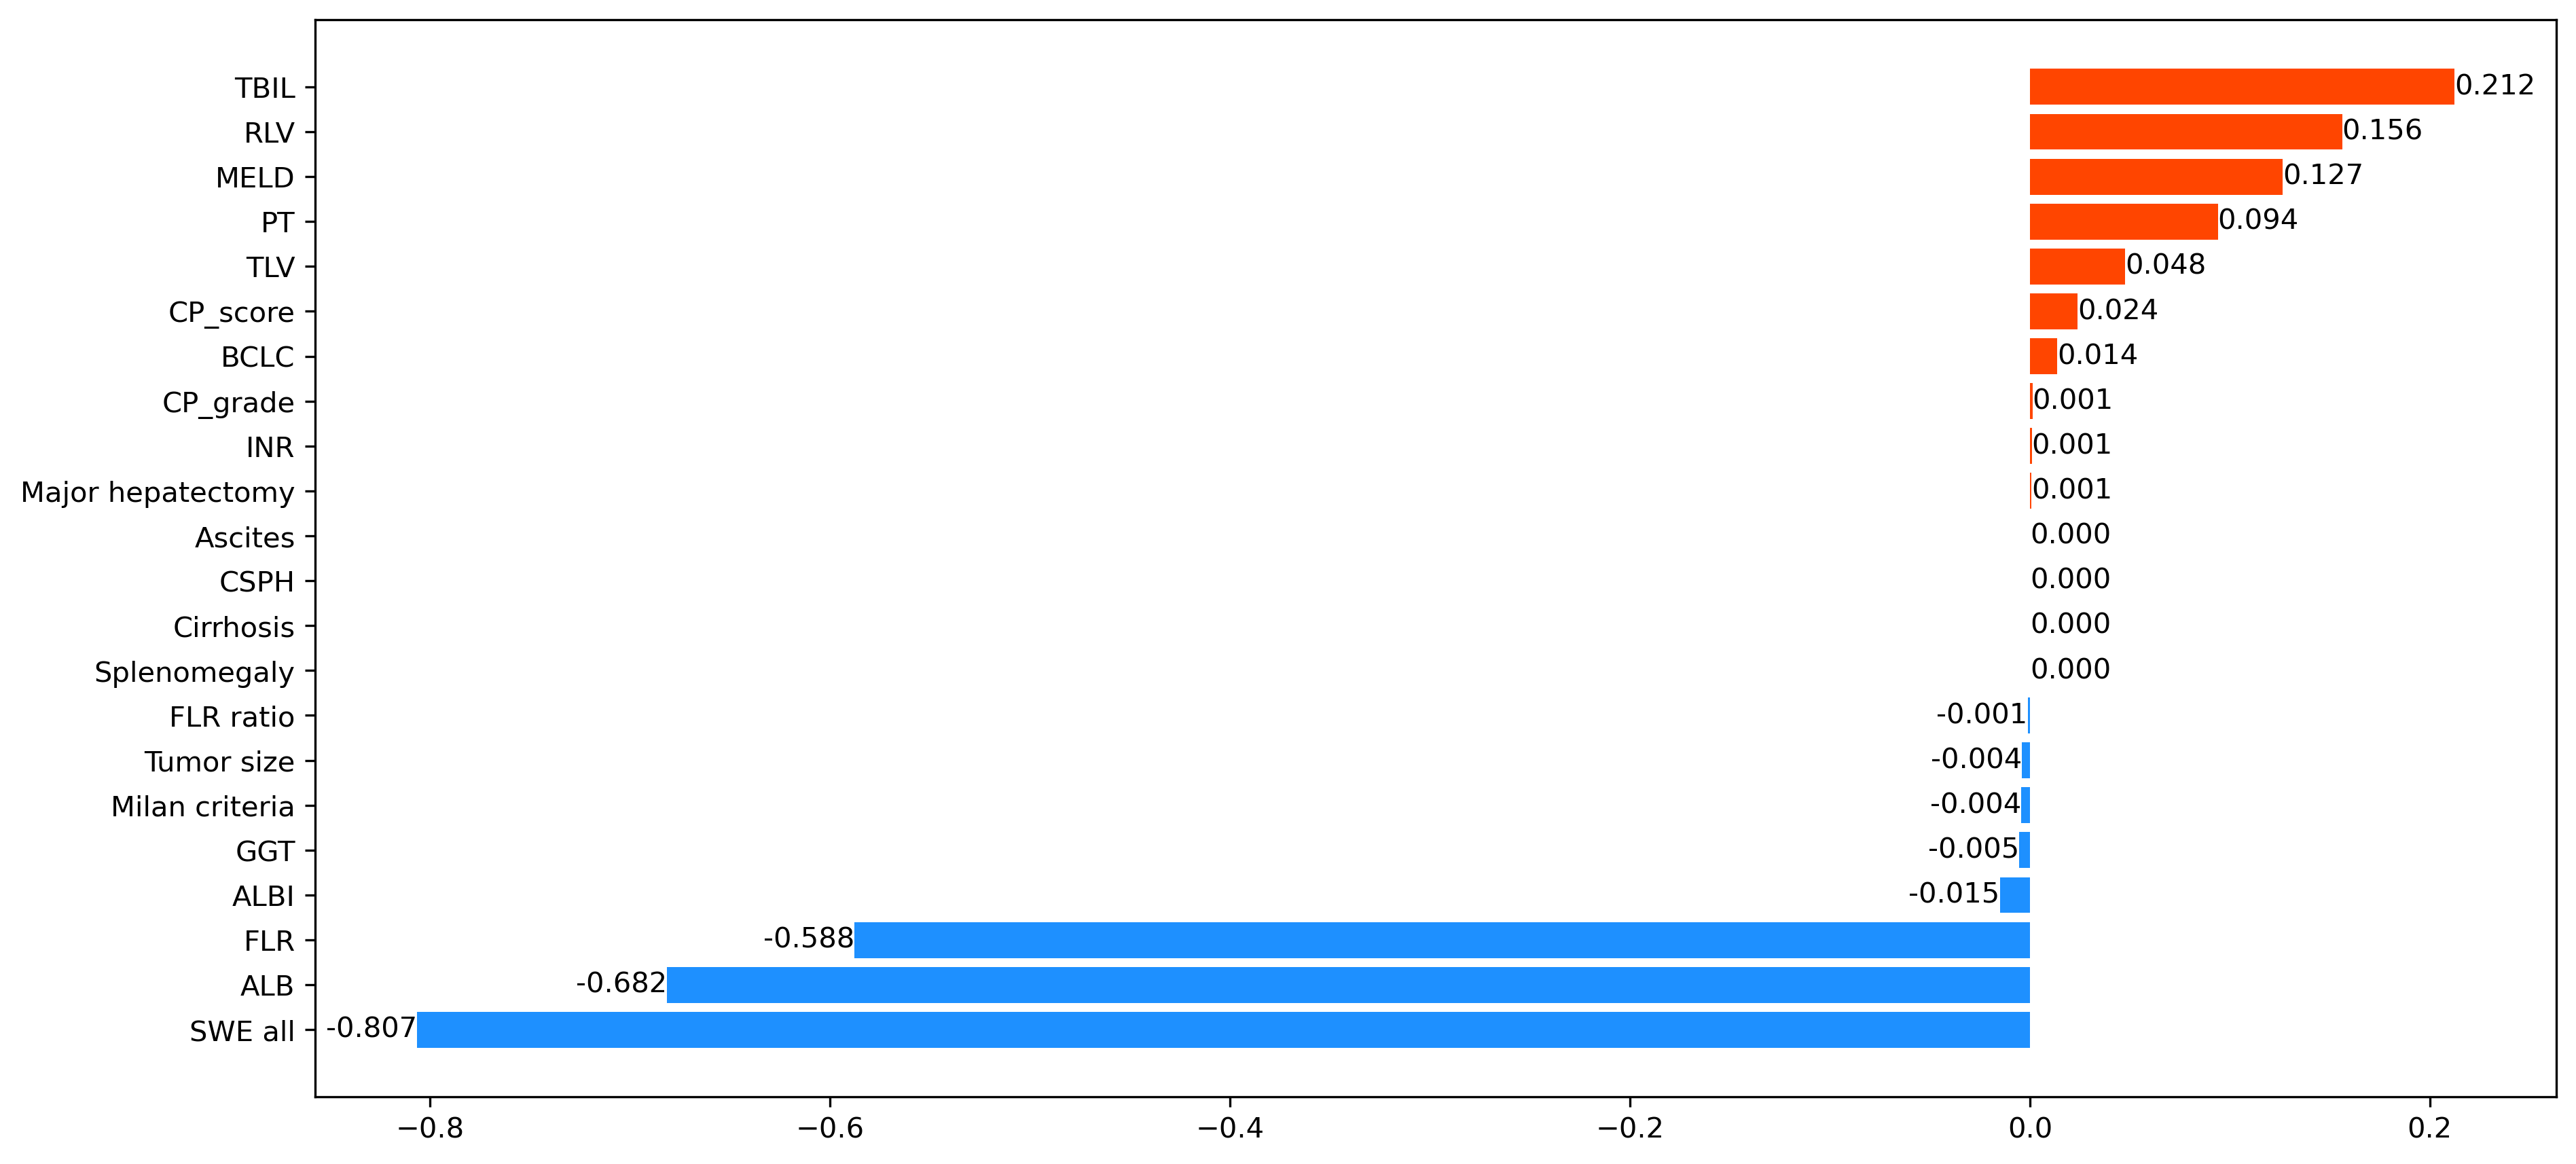 TBIL 0.212
RLV 0.156
MELD 0.127
PT 0.094
TLV 0.048
CP_score 0.024
BCLC 0.014
CP_grade 0.001
INR 0.001
Major hepatectomy 0.001
Ascites 0.000
CSPH 0.000
Cirrhosis 0.000
Splenomegaly 0.000
FLR ratio -0.001
Tumor size -0.004
Milan criteria -0.004
GGT -0.005
ALBI -0.015
FLR -0.588
ALB -0.682
SWE all -0.807
−0.8 −0.6 −0.4 −0.2 0.0 0.2